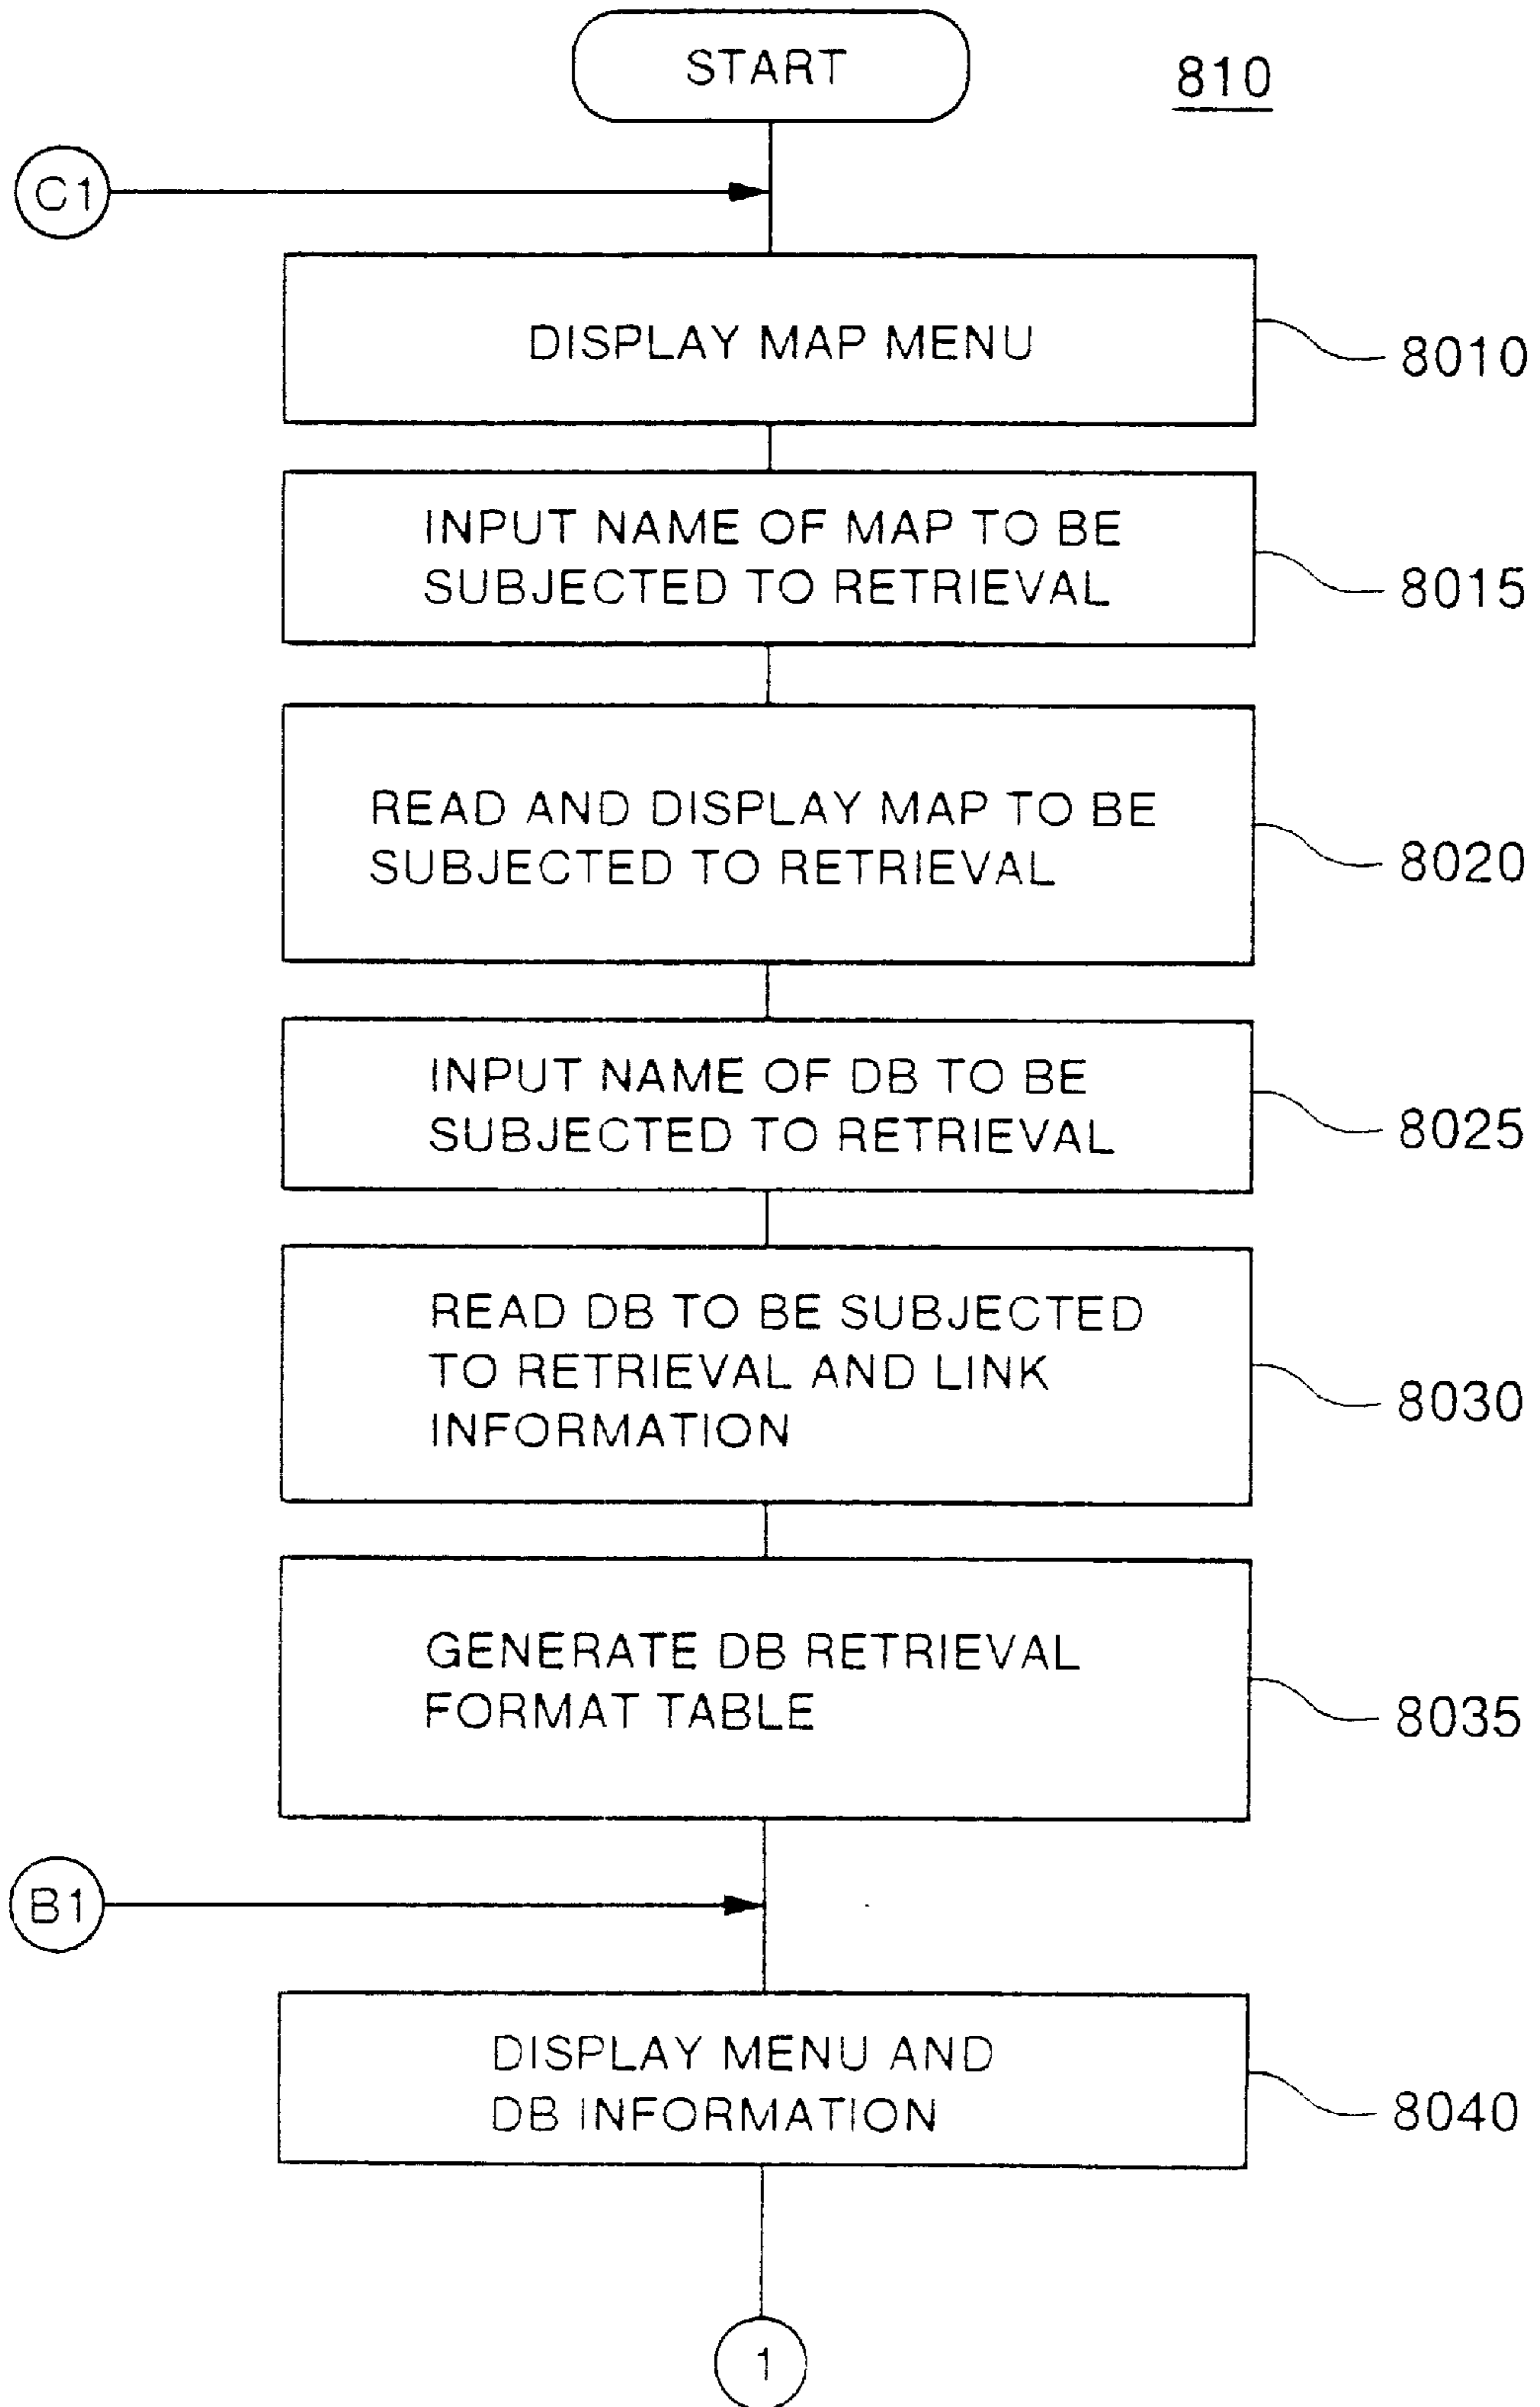 START
810
C1
DISPLAY MAP MENU
8010
INPUT NAME OF MAP TO BE
SUBJECTED TO RETRIEVAL
8015
READ AND DISPLAY MAP TO BE
SUBJECTED TO RETRIEVAL
8020
INPUT NAME OF DB TO BE
SUBJECTED TO RETRIEVAL
8025
READ DB TO BE SUBJECTED
TO RETRIEVAL AND LINK
INFORMATION
8030
GENERATE DB RETRIEVAL
FORMAT TABLE
8035
B1
DISPLAY MENU AND
DB INFORMATION
8040
1